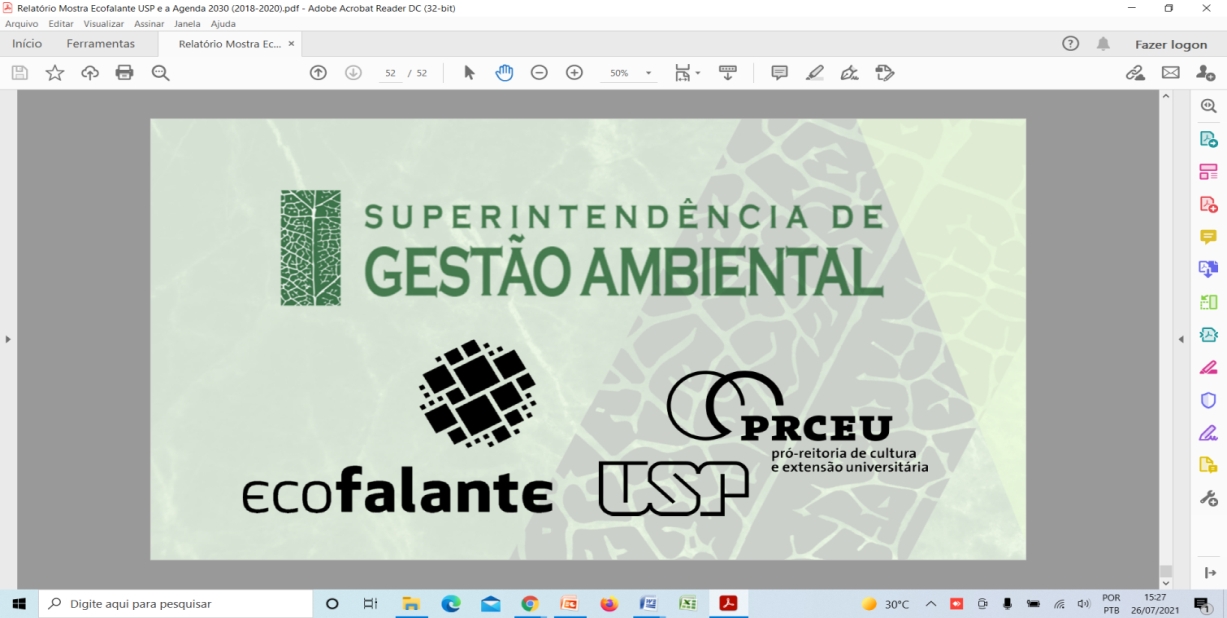 Relatório Mostra Ecofalante USP e a Agenda 2030 (2018-2020).pdf - Adobe Acrobat Reader DC (32-bit)
Arquivo Editar Visualizar Assinar Janela Ajuda
Início Ferramentas Relatório Mostra Ec... × Fazer logon
52 / 52 50%
SUPERINTENDÊNCIA DE
GESTÃO AMBIENTAL
PRCEU
pró-reitoria de cultura
e extensão universitária
ecofalante USP
Digite aqui para pesquisar 30°C POR 15:27
PTB 26/07/2021 1